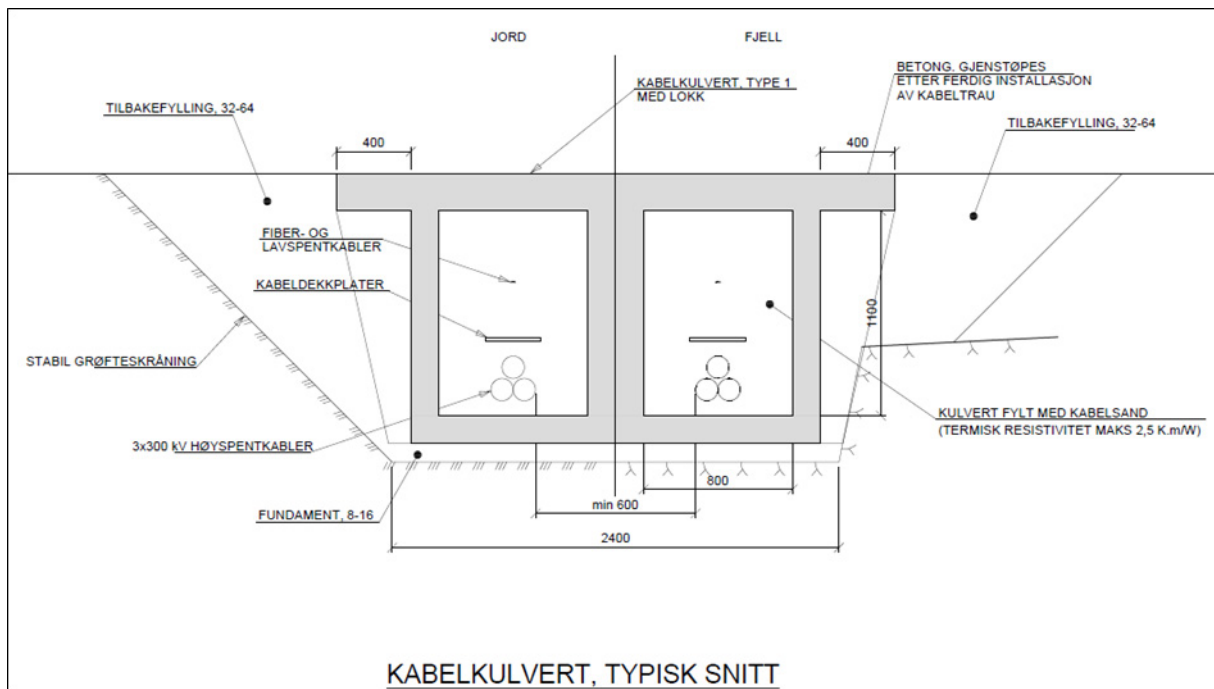 JORD
FJELL
KABELKULVERT, TYPE 1
MED LOKK
BETONG, GJENSTØPES
ETTER FERDIG INSTALLASJON
AV KABELTRAU
TILBAKEFYLLING, 32-64
TILBAKEFYLLING, 32-64
400
400
FIBER- OG
LAVSPENTKABLER
KABELDEKKPLATER
1100
STABIL GRØFTESKRÅNING
KULVERT FYLT MED KABELSAND
(TERMISK RESISTIVITET MAKS 2,5 K.m/W)
3x300 kV HØYSPENTKABLER
800
min 600
FUNDAMENT, 8-16
2400
KABELKULVERT, TYPISK SNITT